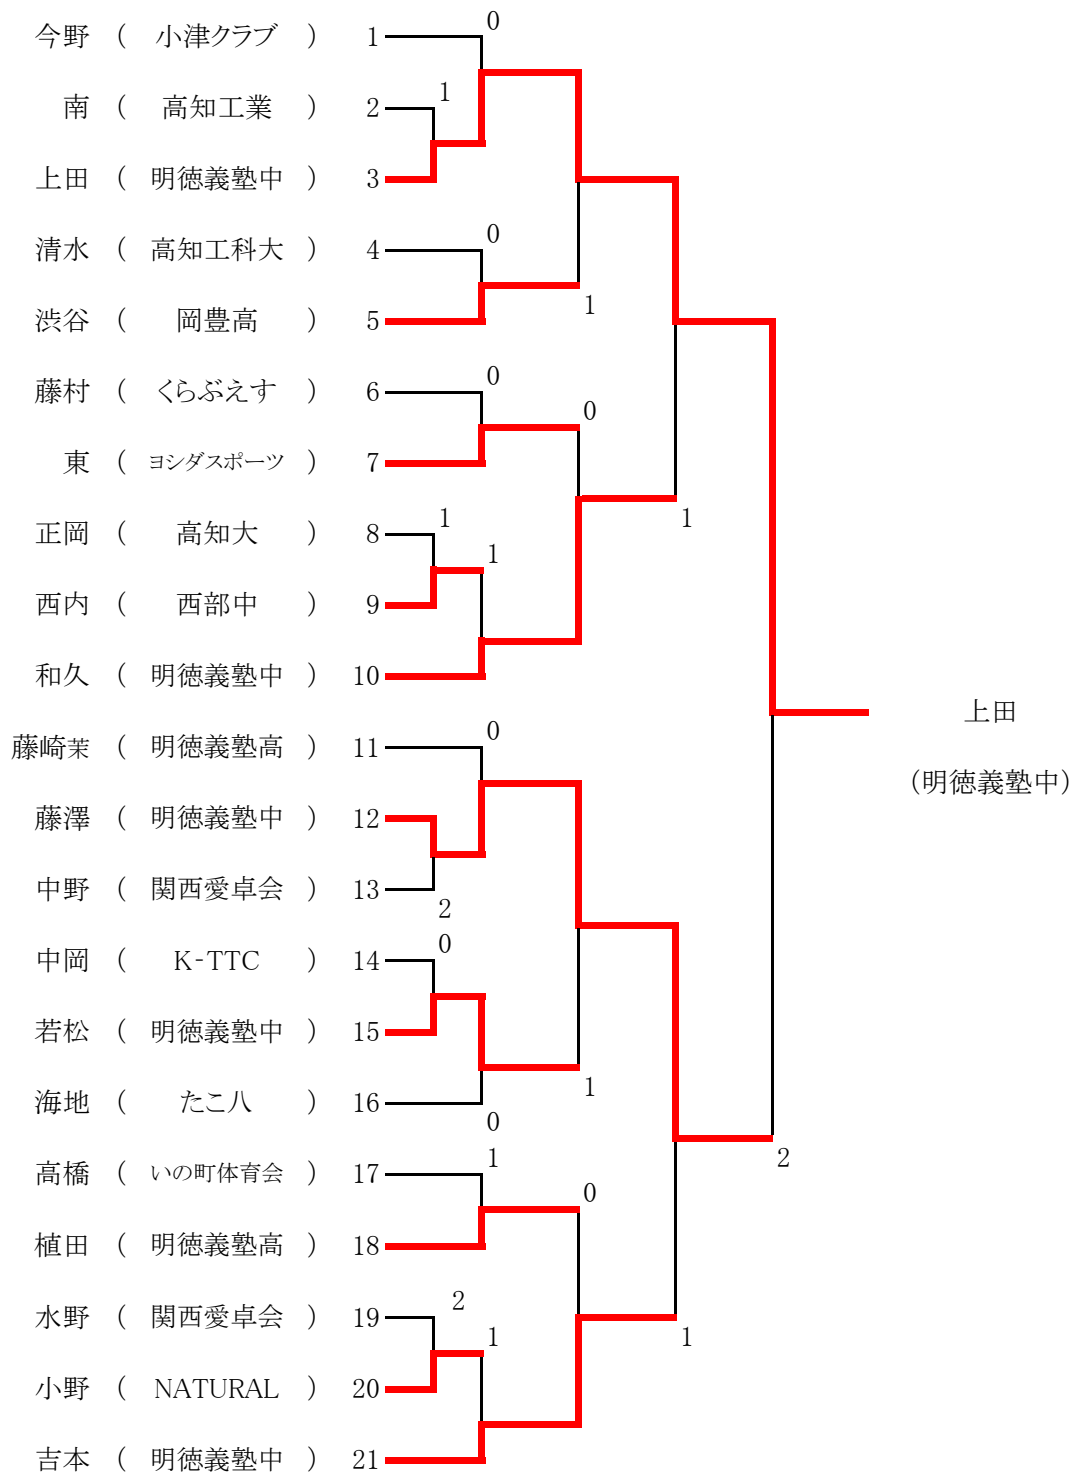 今野 ( 小津クラブ ) 1 0
南 ( 高知工業 ) 2 1
上田 ( 明徳義塾中 ) 3
清水 ( 高知工科大 ) 4 0
渋谷 ( 岡豊高 ) 5 1
藤村 ( くらぶえす ) 6 0 0
東 ( ヨシダスポーツ ) 7
正岡 ( 高知大 ) 8 1 1 1
西内 ( 西部中 ) 9
和久 ( 明徳義塾中 ) 10
藤崎茉 ( 明徳義塾高 ) 11 0
上田
(明徳義塾中)
藤澤 ( 明徳義塾中 ) 12
中野 ( 関西愛卓会 ) 13 2
中岡 ( K-TTC ) 14 0
若松 ( 明徳義塾中 ) 15 1
海地 ( たこ八 ) 16 0
高橋 ( いの町体育会 ) 17 1 0 2
植田 ( 明徳義塾高 ) 18
水野 ( 関西愛卓会 ) 19 2 1 1
小野 ( NATURAL ) 20
吉本 ( 明徳義塾中 ) 21